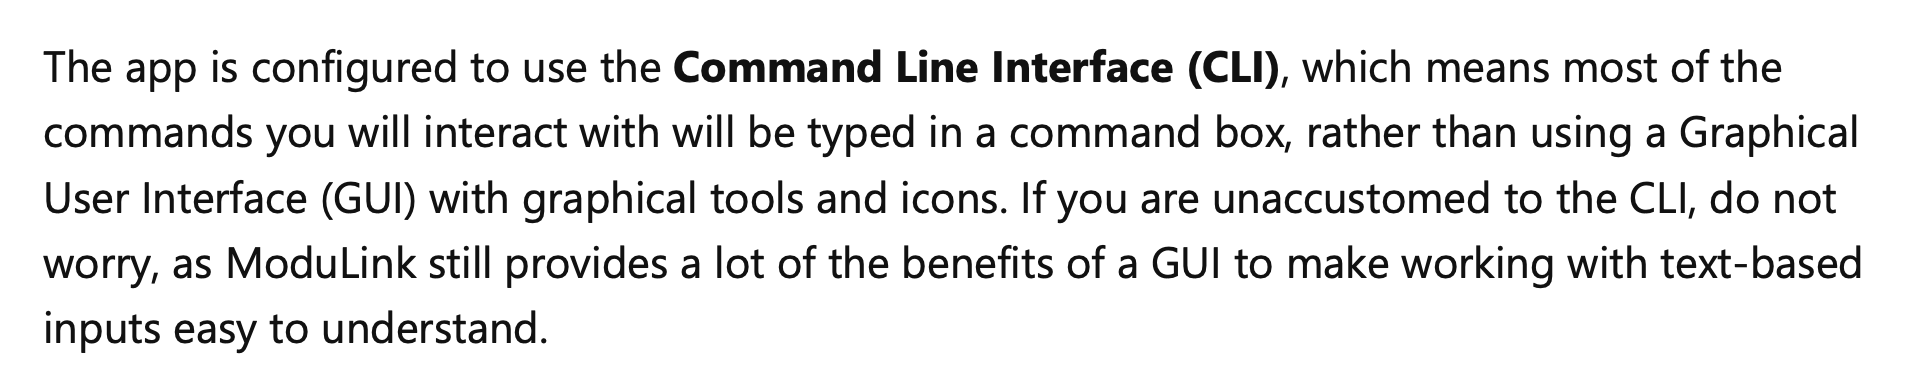 The app is configured to use the Command Line Interface (CLI), which means most of the
commands you will interact with will be typed in a command box, rather than using a Graphical
User Interface (GUI) with graphical tools and icons. If you are unaccustomed to the CLI, do not
worry, as ModuLink still provides a lot of the benefits of a GUI to make working with text-based
inputs easy to understand.